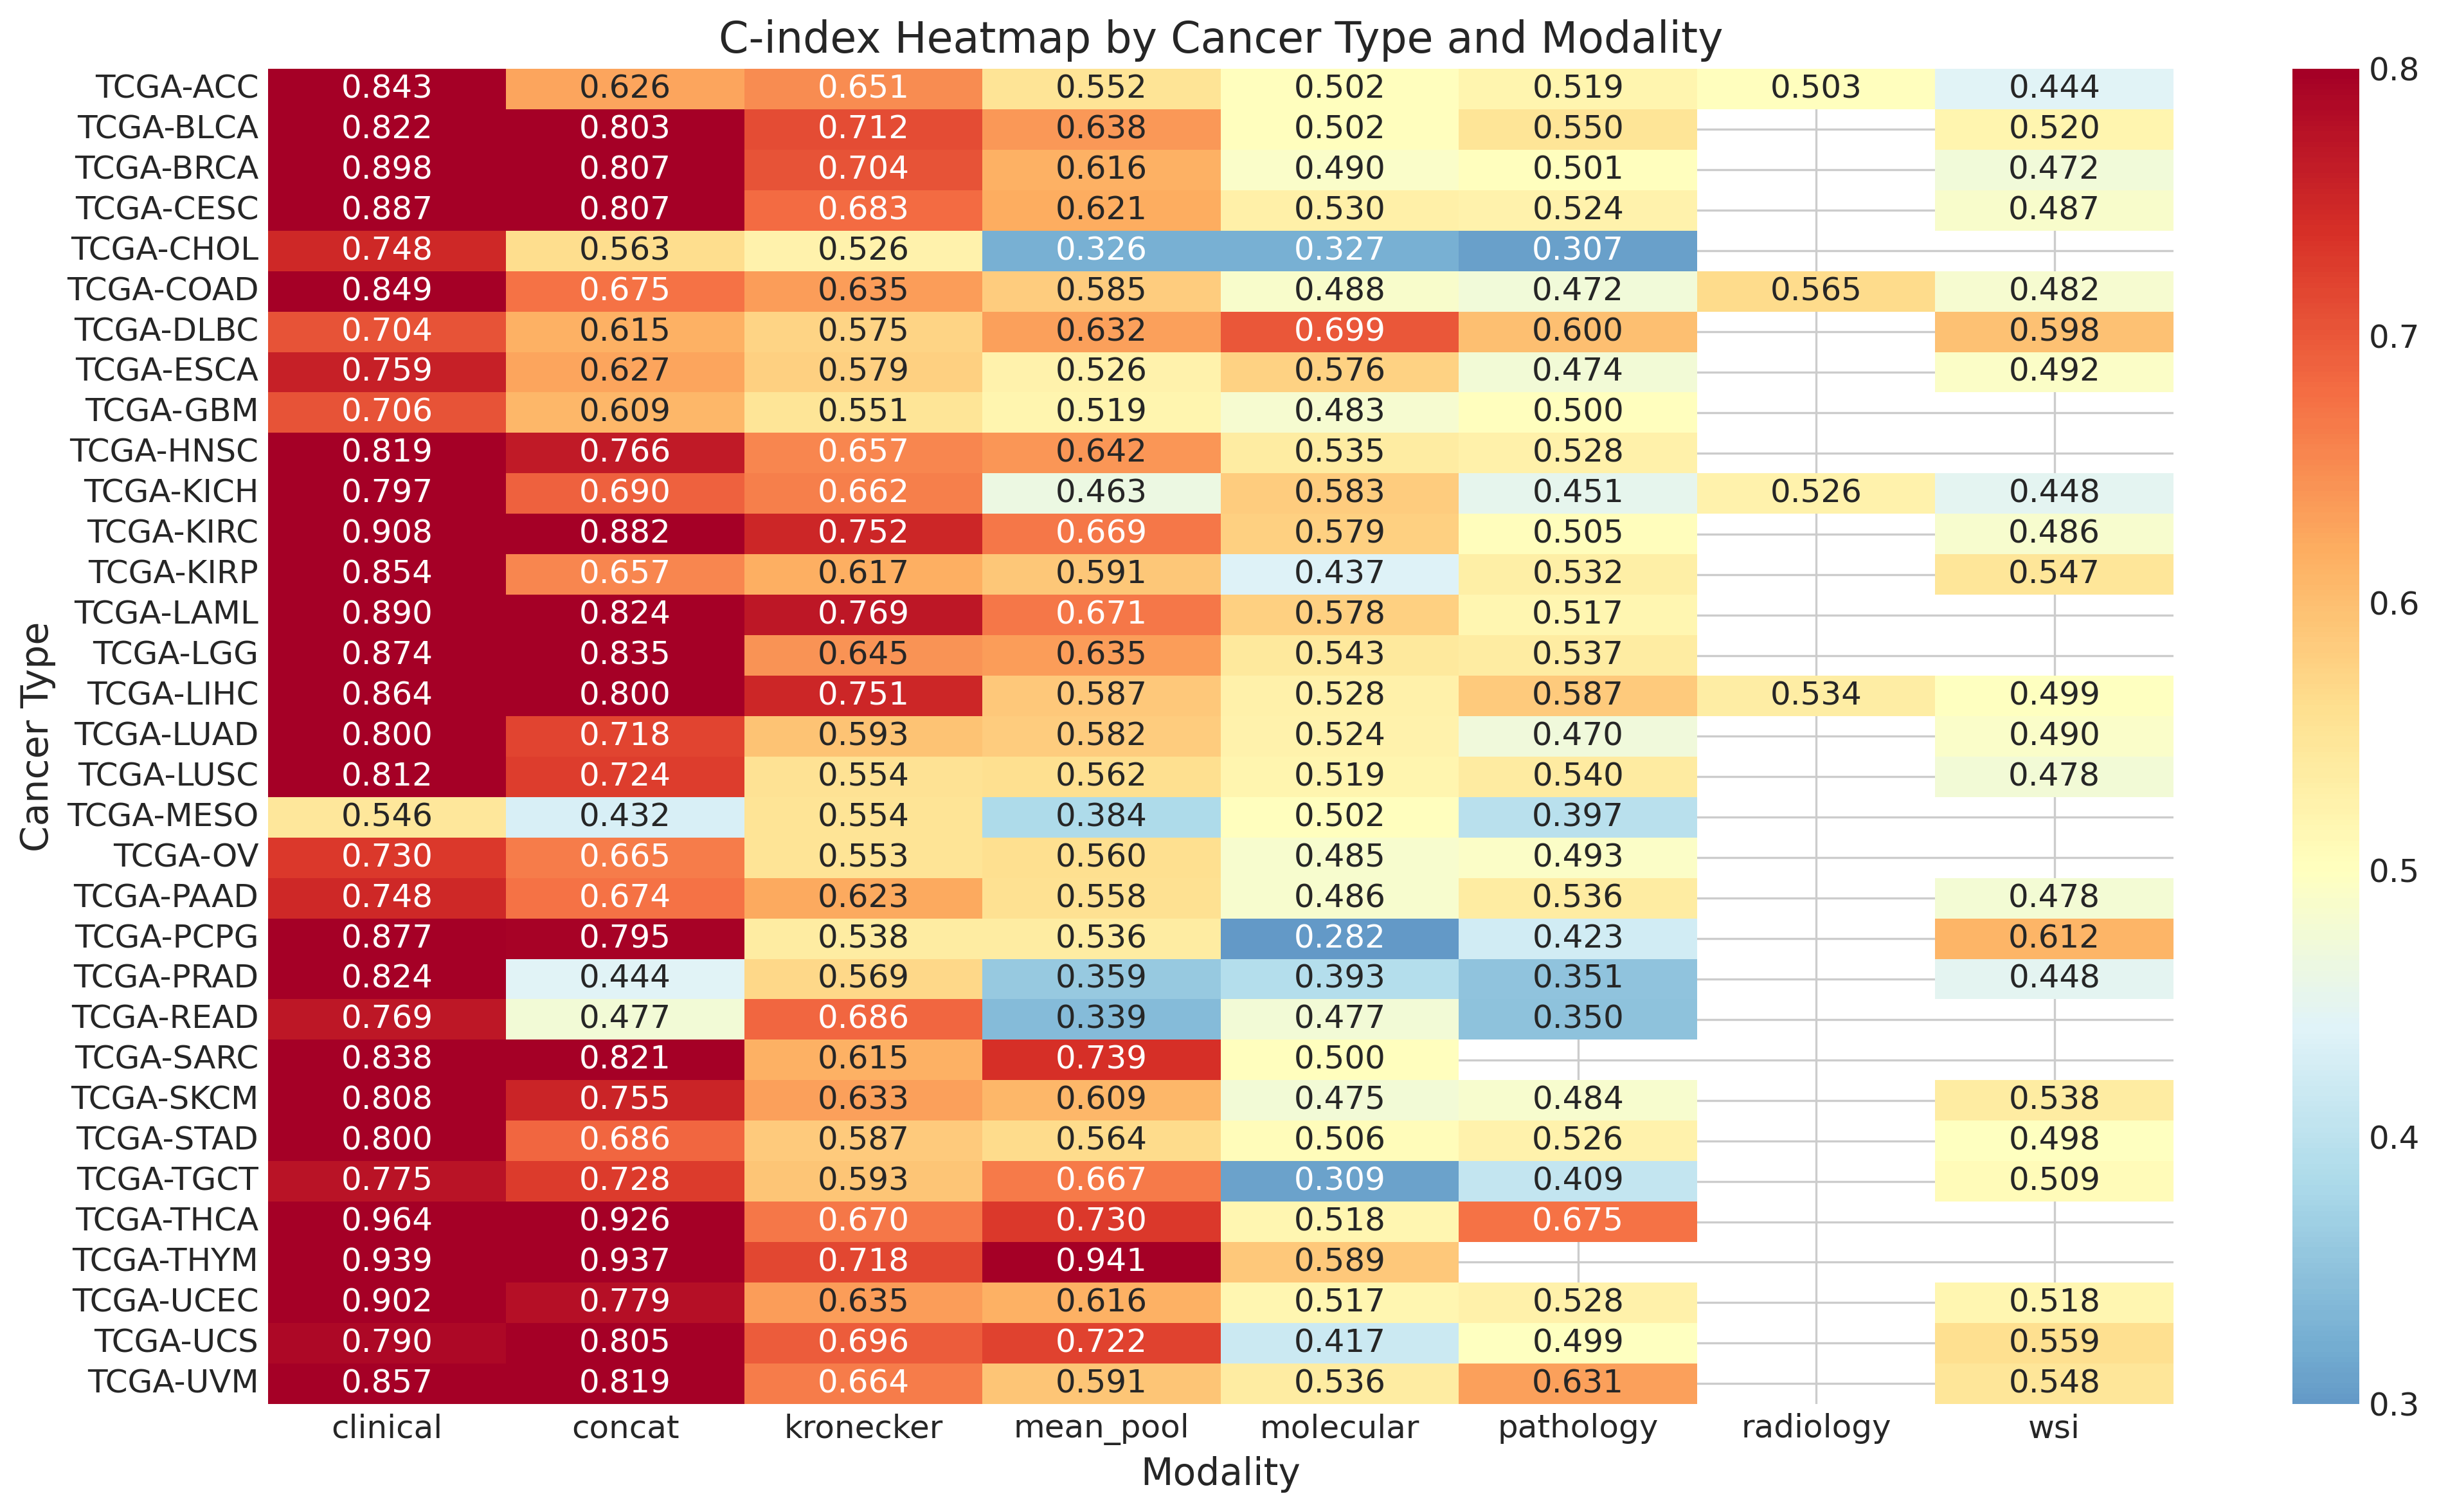 C-index Heatmap by Cancer Type and Modality
TCGA-ACC 0.843 0.626 0.651 0.552 0.502 0.519 0.503 0.444
TCGA-BLCA 0.822 0.803 0.712 0.638 0.502 0.550 0.520
TCGA-BRCA 0.898 0.807 0.704 0.616 0.490 0.501 0.472
TCGA-CESC 0.887 0.807 0.683 0.621 0.530 0.524 0.487
TCGA-CHOL 0.748 0.563 0.526 0.326 0.327 0.307
TCGA-COAD 0.849 0.675 0.635 0.585 0.488 0.472 0.565 0.482
TCGA-DLBC 0.704 0.615 0.575 0.632 0.699 0.600 0.598
TCGA-ESCA 0.759 0.627 0.579 0.526 0.576 0.474 0.492
TCGA-GBM 0.706 0.609 0.551 0.519 0.483 0.500
TCGA-HNSC 0.819 0.766 0.657 0.642 0.535 0.528
TCGA-KICH 0.797 0.690 0.662 0.463 0.583 0.451 0.526 0.448
TCGA-KIRC 0.908 0.882 0.752 0.669 0.579 0.505 0.486
TCGA-KIRP 0.854 0.657 0.617 0.591 0.437 0.532 0.547
TCGA-LAML 0.890 0.824 0.769 0.671 0.578 0.517
TCGA-LGG 0.874 0.835 0.645 0.635 0.543 0.537
TCGA-LIHC 0.864 0.800 0.751 0.587 0.528 0.587 0.534 0.499
TCGA-LUAD 0.800 0.718 0.593 0.582 0.524 0.470 0.490
TCGA-LUSC 0.812 0.724 0.554 0.562 0.519 0.540 0.478
TCGA-MESO 0.546 0.432 0.554 0.384 0.502 0.397
TCGA-OV 0.730 0.665 0.553 0.560 0.485 0.493
TCGA-PAAD 0.748 0.674 0.623 0.558 0.486 0.536 0.478
TCGA-PCPG 0.877 0.795 0.538 0.536 0.282 0.423 0.612
TCGA-PRAD 0.824 0.444 0.569 0.359 0.393 0.351 0.448
TCGA-READ 0.769 0.477 0.686 0.339 0.477 0.350
TCGA-SARC 0.838 0.821 0.615 0.739 0.500
TCGA-SKCM 0.808 0.755 0.633 0.609 0.475 0.484 0.538
TCGA-STAD 0.800 0.686 0.587 0.564 0.506 0.526 0.498
TCGA-TGCT 0.775 0.728 0.593 0.667 0.309 0.409 0.509
TCGA-THCA 0.964 0.926 0.670 0.730 0.518 0.675
TCGA-THYM 0.939 0.937 0.718 0.941 0.589
TCGA-UCEC 0.902 0.779 0.635 0.616 0.517 0.528 0.518
TCGA-UCS 0.790 0.805 0.696 0.722 0.417 0.499 0.559
TCGA-UVM 0.857 0.819 0.664 0.591 0.536 0.631 0.548
clinical concat kronecker mean_pool molecular pathology radiology wsi
Modality
Cancer Type
0.8
0.7
0.6
0.5
0.4
0.3